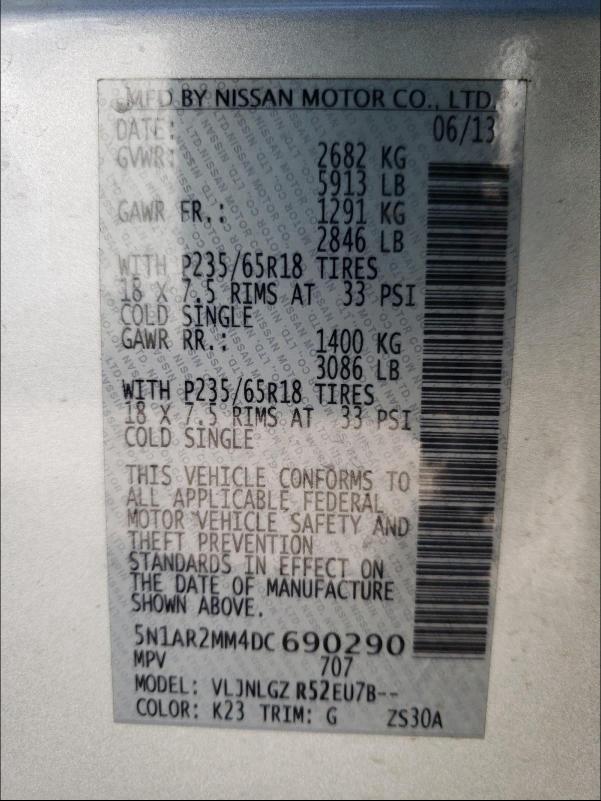 MFD BY NISSAN MOTOR CO., LTD.
DATE: 06/13
GVWR: 2682 KG
5913 LB
GAWR FR.: 1291 KG
2846 LB
WITH P235/65R18 TIRES
18 X 7.5 RIMS AT 33 PSI
COLD SINGLE
GAWR RR.: 1400 KG
3086 LB
WITH P235/65R18 TIRES
18 X 7.5 RIMS AT 33 PSI
COLD SINGLE
THIS VEHICLE CONFORMS TO
ALL APPLICABLE FEDERAL
MOTOR VEHICLE SAFETY AND
THEFT PREVENTION
STANDARDS IN EFFECT ON
THE DATE OF MANUFACTURE
SHOWN ABOVE.
5N1AR2MM4DC 690290
MPV 707
MODEL: VLJNLGZ R52EU7B--
COLOR: K23 TRIM: G ZS30A